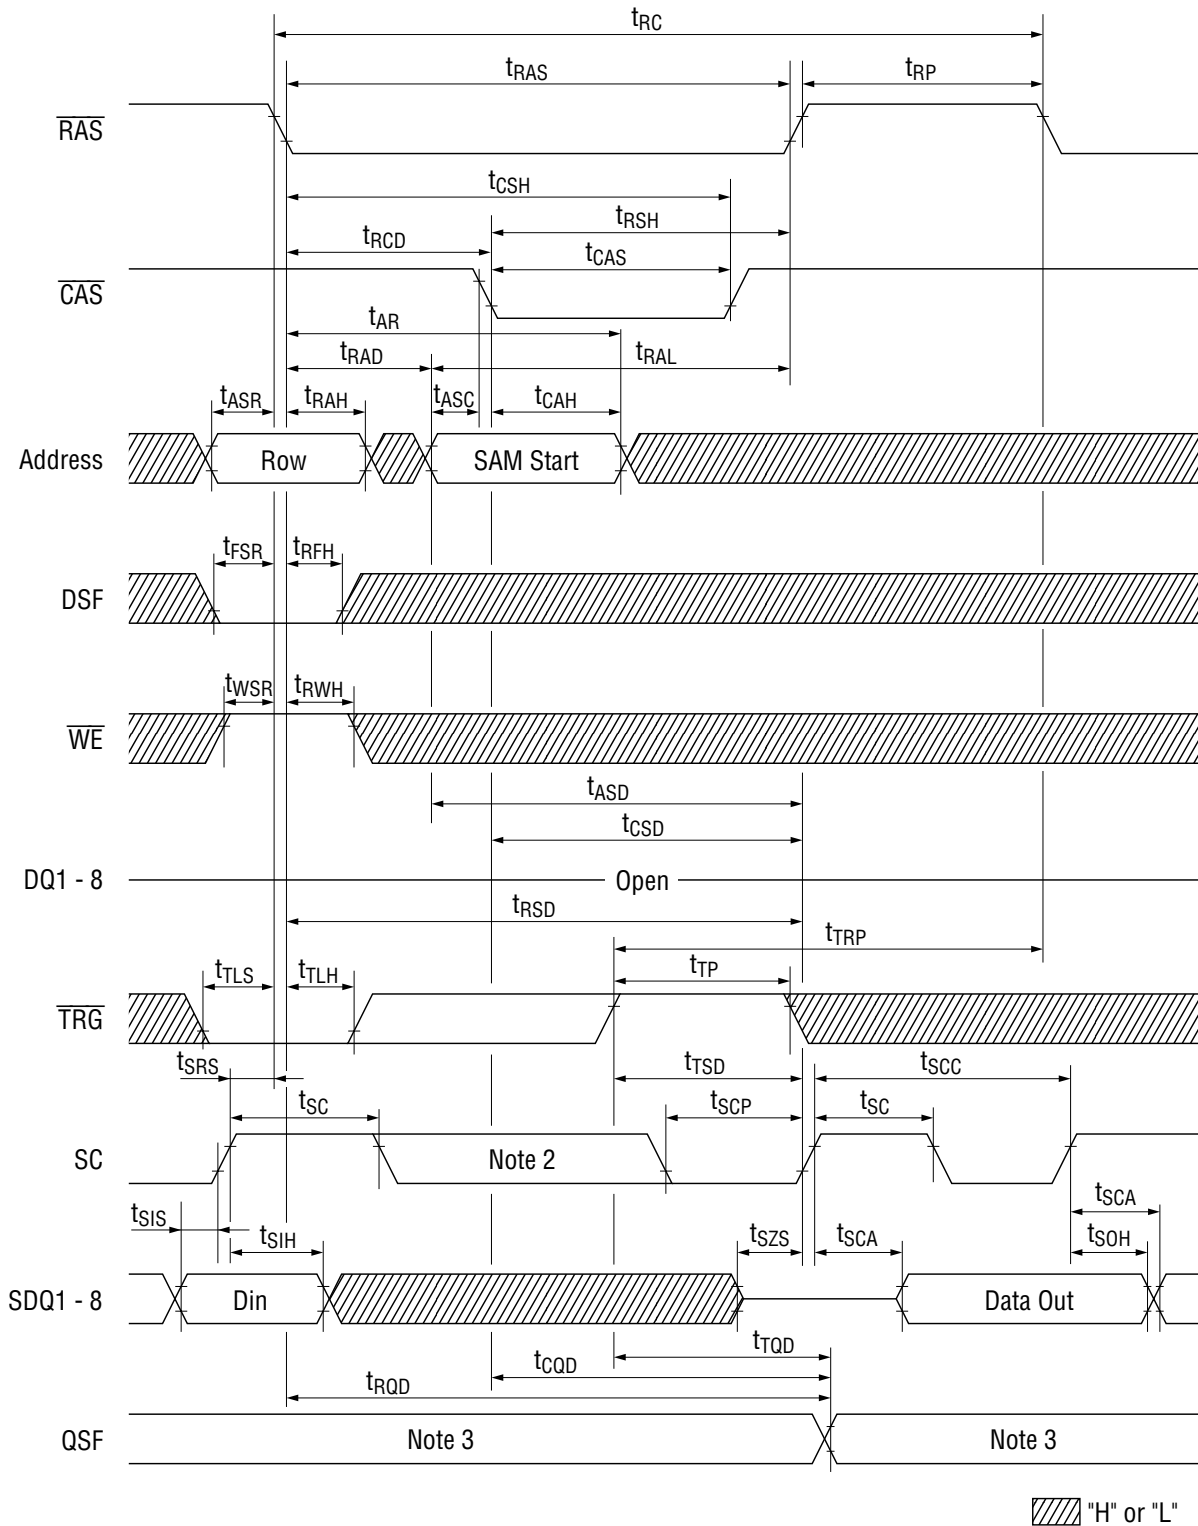 tRC
tRAS
tRP
RAS
tCSH
tRSH
tRCD
tCAS
CAS
tAR
tRAD
tRAL
tASR
tRAH
tASC
tCAH
Address
Row
SAM Start
tFSR
tRFH
DSF
tWSR
tRWH
WE
tASD
tCSD
DQ1 - 8
Open
tRSD
tTRP
tTLS
tTLH
tTP
TRG
tSRS
tTSD
tSCC
tSC
tSCP
tSC
SC
Note 2
tSIS
tSIH
tSZS
tSCA
tSCA
tSOH
SDQ1 - 8
Din
Data Out
tTQD
tCQD
tRQD
QSF
Note 3
Note 3
"H" or "L"